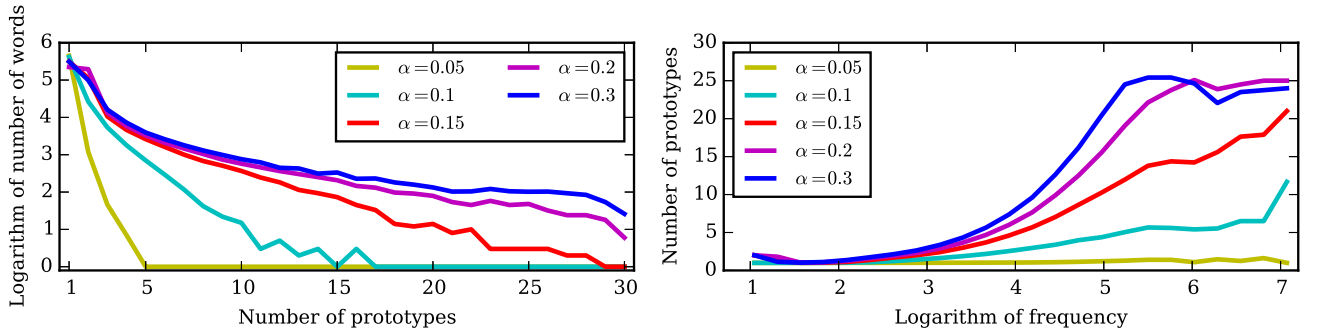 Logarithm of number of words
6
5
4
3
2
1
0
1 5 10 15 20 25 30
Number of prototypes
α=0.05
α=0.1
α=0.15
α=0.2
α=0.3
Number of prototypes
30
25
20
15
10
5
0
1 2 3 4 5 6 7
Logarithm of frequency
α=0.05
α=0.1
α=0.15
α=0.2
α=0.3